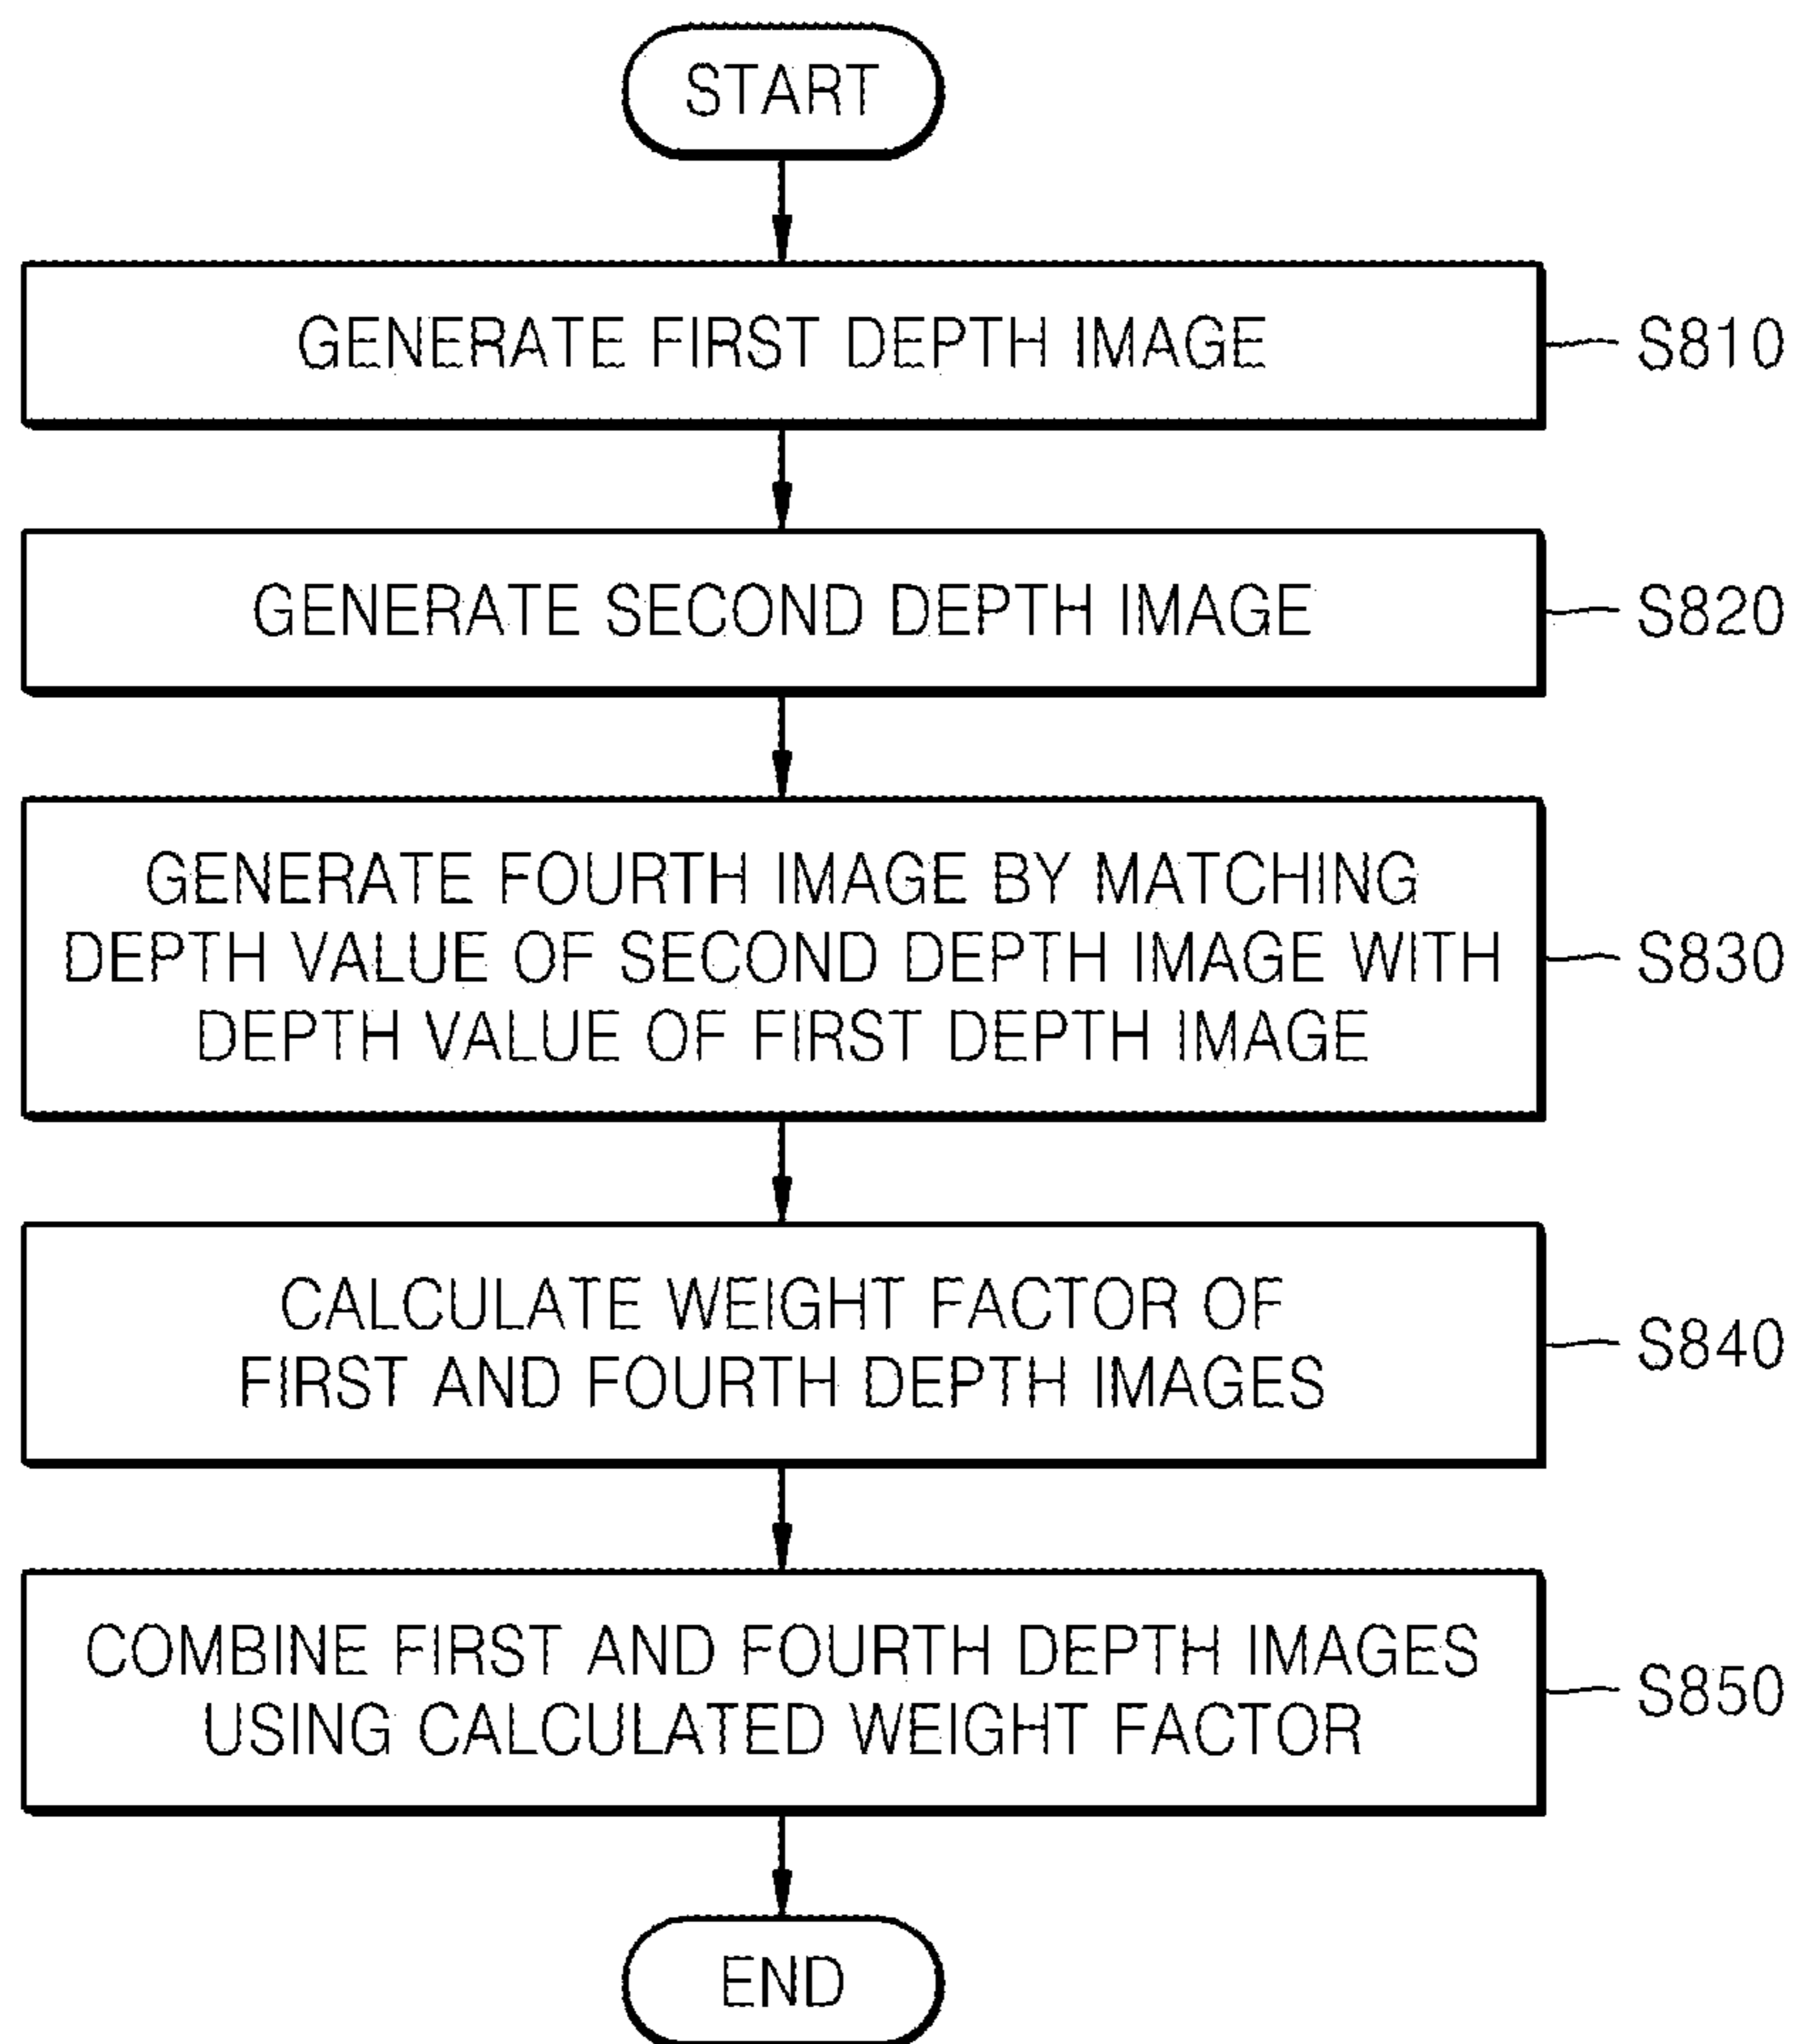 START
GENERATE FIRST DEPTH IMAGE
S810
GENERATE SECOND DEPTH IMAGE
S820
GENERATE FOURTH IMAGE BY MATCHING
DEPTH VALUE OF SECOND DEPTH IMAGE WITH
DEPTH VALUE OF FIRST DEPTH IMAGE
S830
CALCULATE WEIGHT FACTOR OF
FIRST AND FOURTH DEPTH IMAGES
S840
COMBINE FIRST AND FOURTH DEPTH IMAGES
USING CALCULATED WEIGHT FACTOR
S850
END